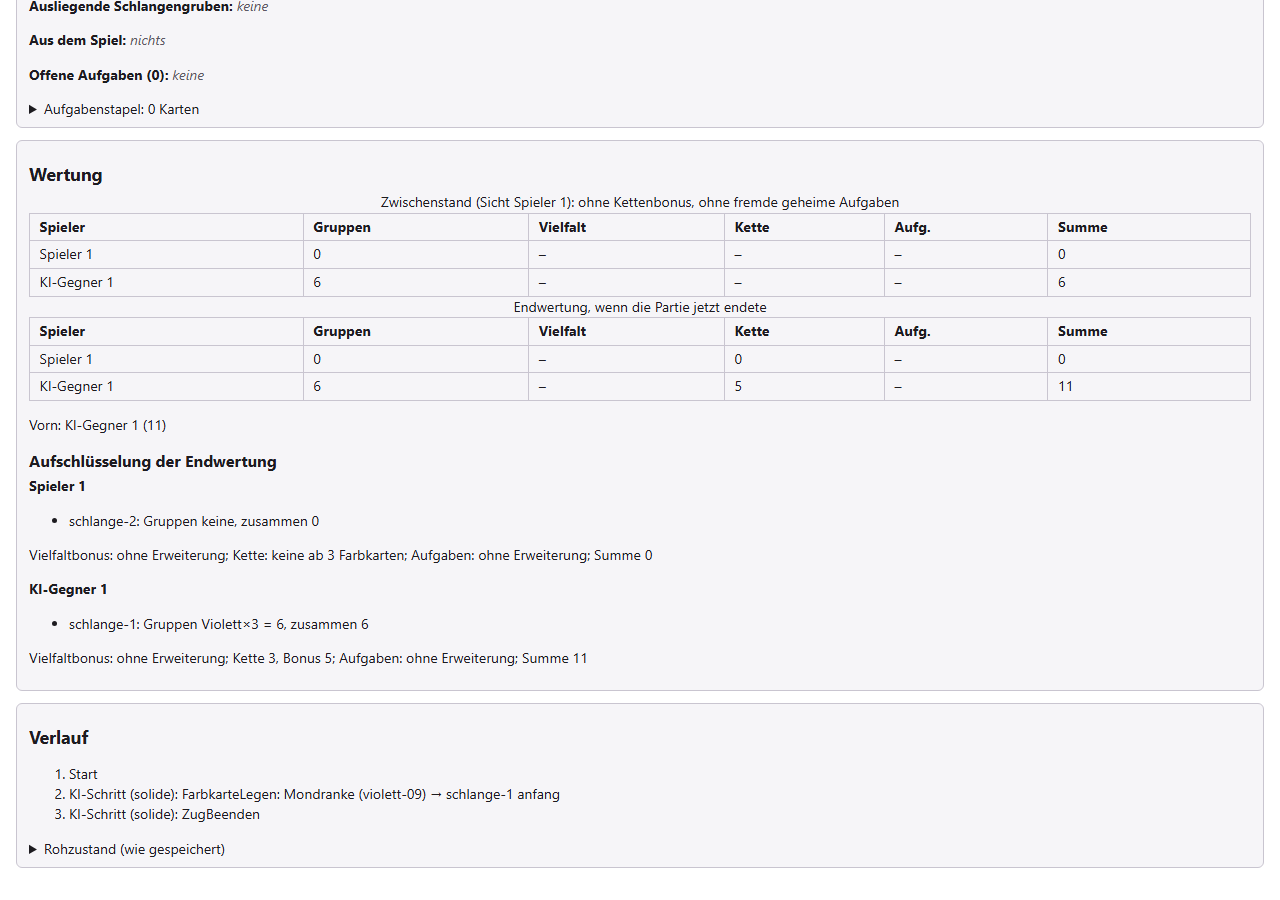 Ausliegende Schlangengruben: keine
Aus dem Spiel: nichts
Offene Aufgaben (0): keine
▶ Aufgabenstapel: 0 Karten
Wertung
Zwischenstand (Sicht Spieler 1): ohne Kettenbonus, ohne fremde geheime Aufgaben
Spieler Gruppen Vielfalt Kette Aufg. Summe
Spieler 1 0 – – – 0
KI-Gegner 1 6 – – – 6
Endwertung, wenn die Partie jetzt endete
Spieler Gruppen Vielfalt Kette Aufg. Summe
Spieler 1 0 – 0 – 0
KI-Gegner 1 6 – 5 – 11
Vorn: KI-Gegner 1 (11)
Aufschlüsselung der Endwertung
Spieler 1
• schlange-2: Gruppen keine, zusammen 0
Vielfaltbonus: ohne Erweiterung; Kette: keine ab 3 Farbkarten; Aufgaben: ohne Erweiterung; Summe 0
KI-Gegner 1
• schlange-1: Gruppen Violett×3 = 6, zusammen 6
Vielfaltbonus: ohne Erweiterung; Kette 3, Bonus 5; Aufgaben: ohne Erweiterung; Summe 11
Verlauf
1. Start
2. KI-Schritt (solide): FarbkarteLegen: Mondranke (violett-09) → schlange-1 anfang
3. KI-Schritt (solide): ZugBeenden
▶ Rohzustand (wie gespeichert)